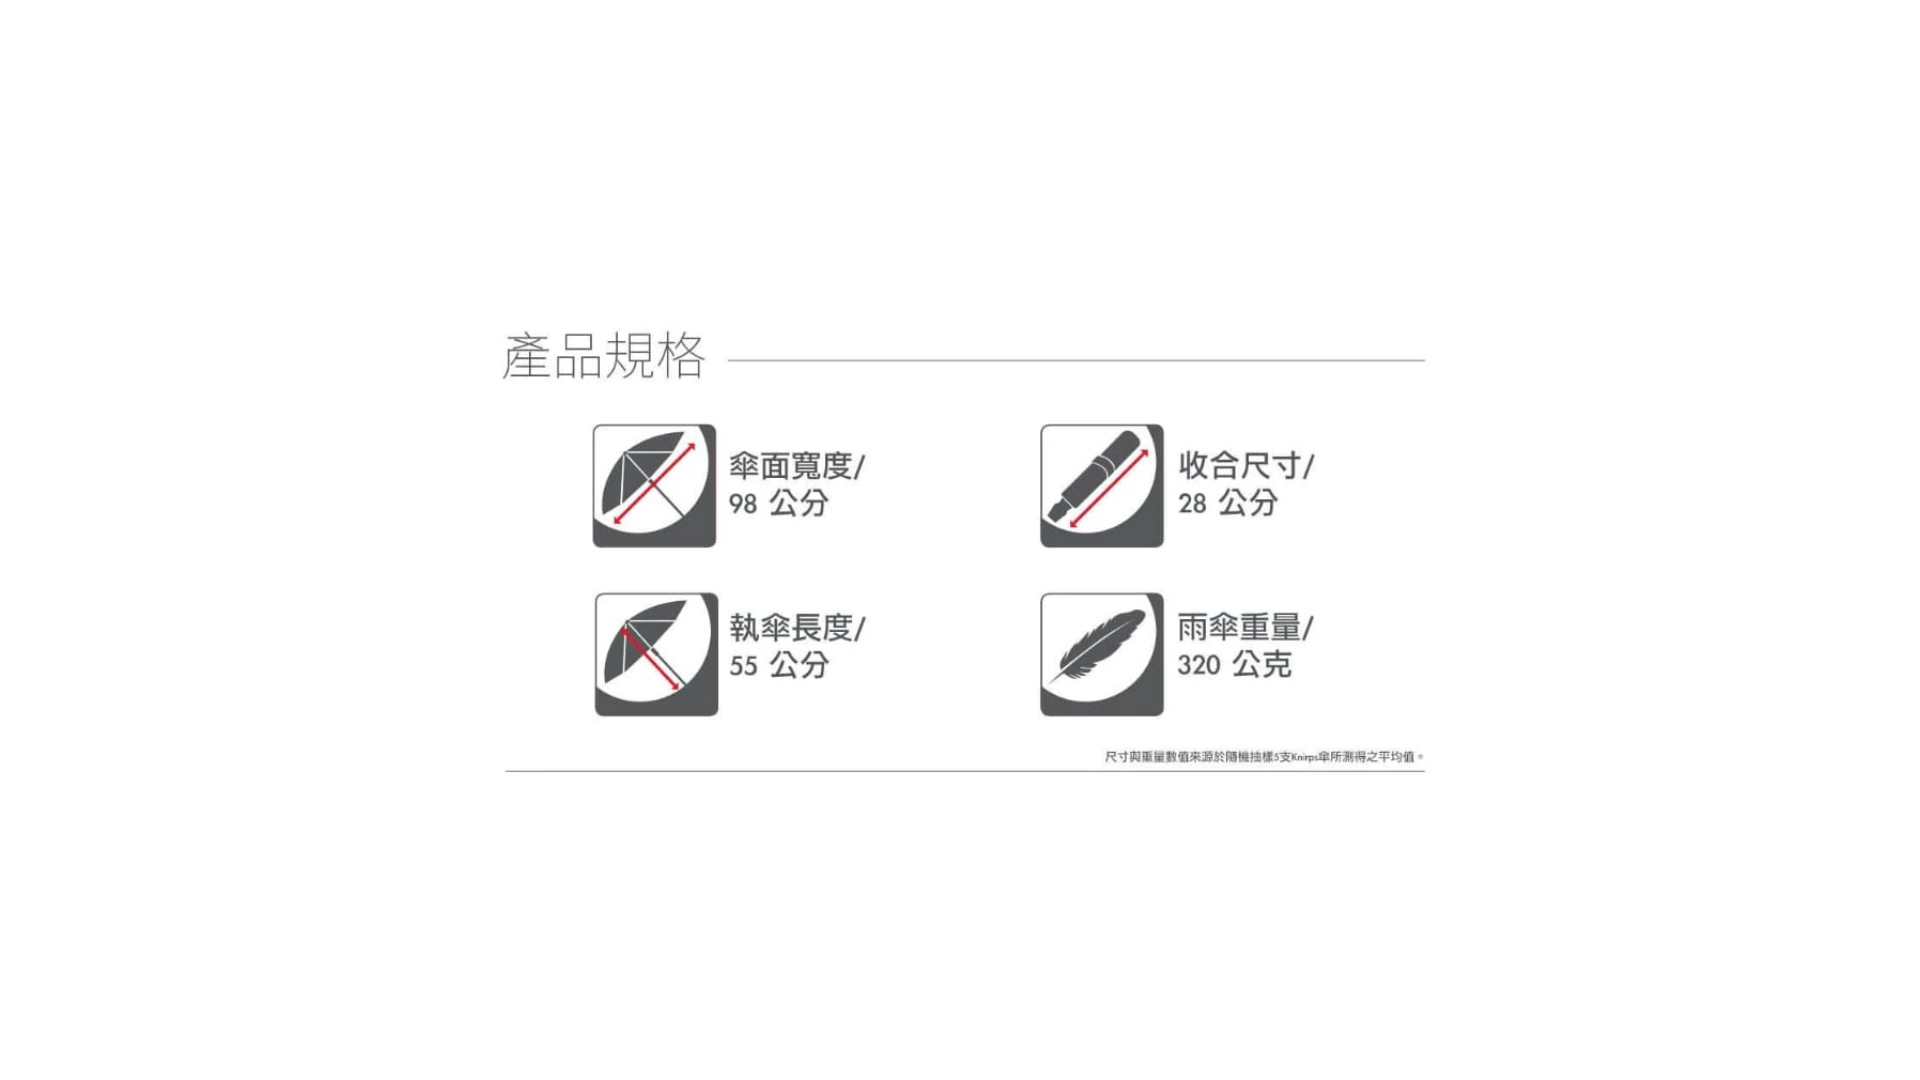 產品規格
傘面寬度/
98 公分
收合尺寸/
28 公分
執傘長度/
55 公分
雨傘重量/
320 公克
尺寸與重量數值來源於隨機抽樣5支Knirps傘所測得之平均值。